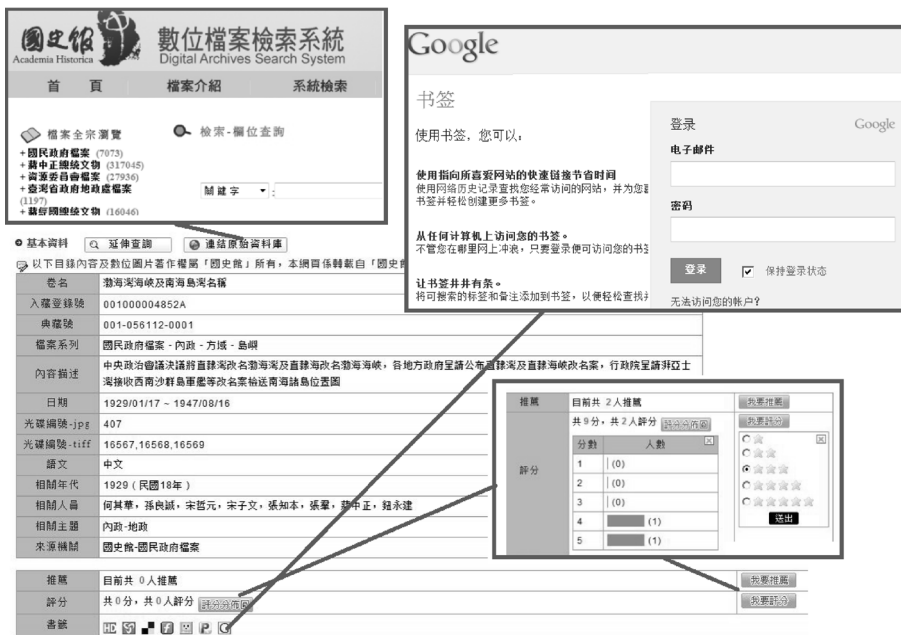 國史館
Academia Historica
數位檔案檢索系統
Digital Archives Search System
首 頁
檔案介紹
系統檢索
檔案全宗瀏覽
+ 國民政府檔案 (7073)
+ 蔣中正總統文物 (317045)
+ 資源委員會檔案 (27936)
+ 臺灣省政府地政處檔案
(1197)
+ 蔣經國總統文物 (16046)
檢索-欄位查詢
關鍵字
:
Google
书签
使用书签，您可以：
使用指向所喜爱网站的快速链接节省时间
使用网络历史记录查找您经常访问的网站，并为您
书签并轻松创建更多书签。
从任何计算机上访问您的书签。
不管您在哪里网上冲浪，只要登录便可访问您的书签
让书签井井有条。
将可搜索的标签和备注添加到书签，以便轻松查找
登录
Google
电子邮件
密码
登录
保持登录状态
无法访问您的帐户?
基本資料
延伸查詢
連結原始資料庫
以下目錄內容及數位圖片著作權屬「國史館」所有，本網頁係轉載自「國史
卷名
渤海灣海峽及南海島灣名稱
入藏登錄號
001000004852A
典藏號
001-056112-0001
檔案系列
國民政府檔案 - 內政 - 方域 - 島嶼
內容描述
中央政治會議決議將直隸灣改名渤海灣及直隸海改名渤海海峽，各地方政府呈請公布直隸灣及直隸海峽改名案，行政院呈請派亞士
灣接收西南沙群島軍艦等改名案檢送南海諸島位置圖
日期
1929/01/17 ~ 1947/08/16
光碟編號-jpg
407
光碟編號-tiff
16567,16568,16569
語文
中文
相關年代
1929（民國18年）
相關人員
何其華，孫良誠，宋哲元，宋子文，張知本，張羣，蔣中正，鈕永建
相關主題
內政-地政
來源機關
國史館-國民政府檔案
推薦
目前共 2人推薦
我要推薦
評分
共9分，共2人評分
評分分佈圖
我要評分
分數
人數
1
(0)
2
(0)
3
(0)
4
(1)
5
(1)
送出
推薦
目前共 0人推薦
我要推薦
評分
共0分，共0人評分
評分分佈圖
我要評分
書籤